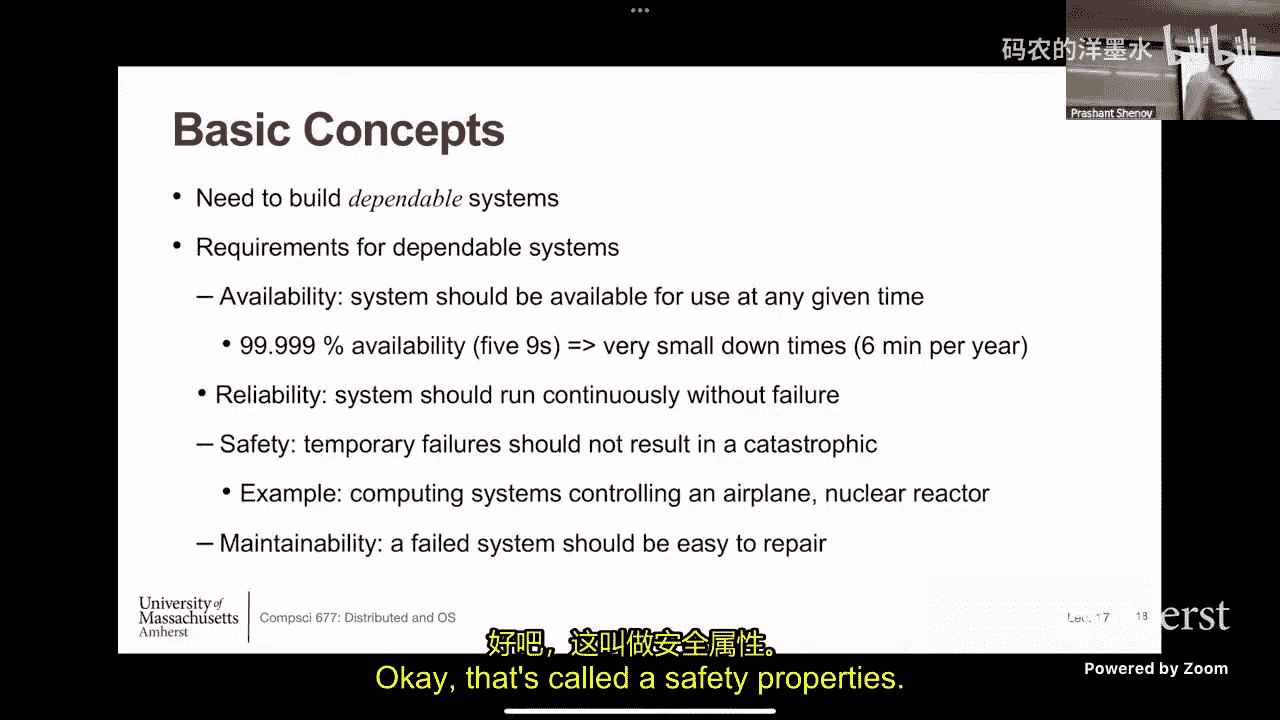 码农的洋墨水 bilibili
Prashant Shenoy
Basic Concepts
• Need to build dependable systems
• Requirements for dependable systems
– Availability: system should be available for use at any given time
• 99.999 % availability (five 9s) => very small down times (6 min per year)
• Reliability: system should run continuously without failure
– Safety: temporary failures should not result in a catastrophic
• Example: computing systems controlling an airplane, nuclear reactor
– Maintainability: a failed system should be easy to repair
University of
Massachusetts
Amherst
Compsci 677: Distributed and OS
Lec. 17
18
erst
好吧，这叫做安全属性。
Okay, that's called a safety properties.
Powered by Zoom